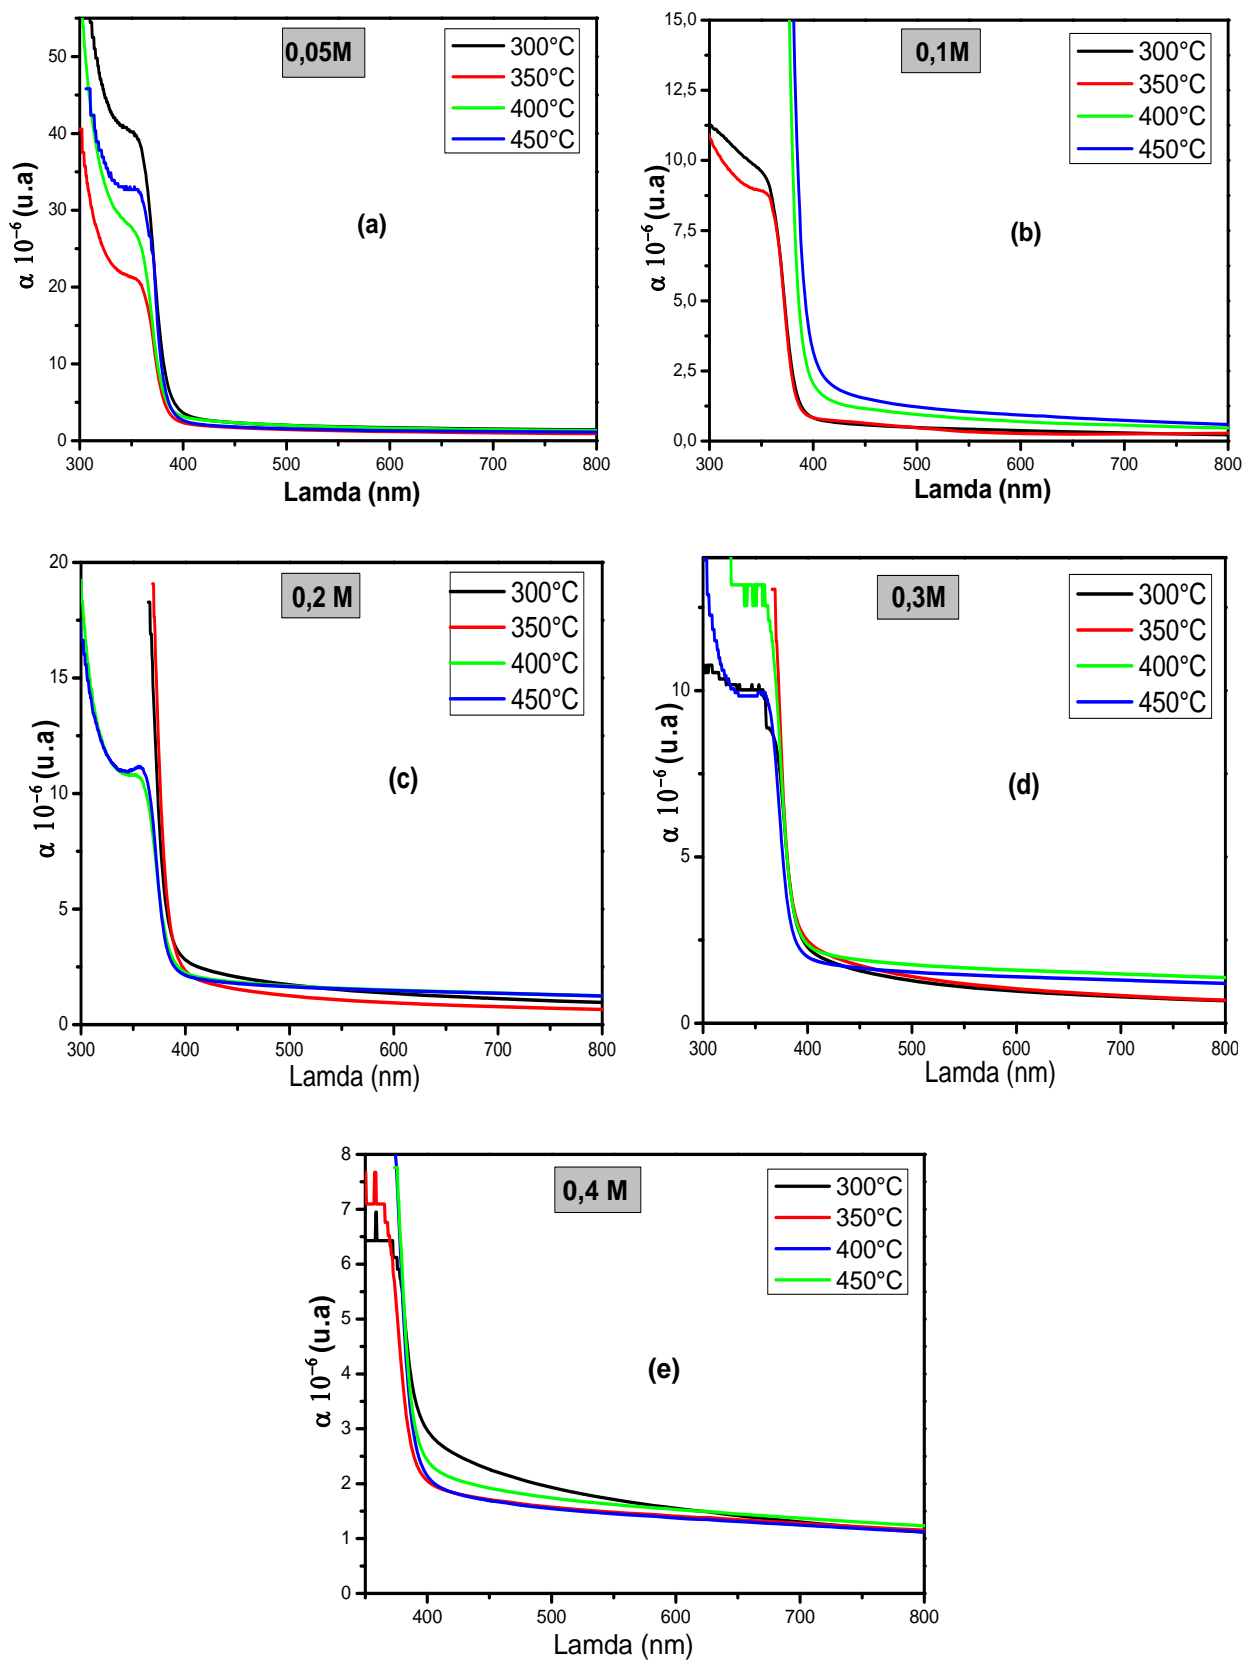 0,05M
300°C
350°C
400°C
450°C
(a)
α 10⁻⁶ (u.a)
50
40
30
20
10
0
300 400 500 600 700 800
Lamda (nm)
0,1M
300°C
350°C
400°C
450°C
(b)
α 10⁻⁶ (u.a)
15,0
12,5
10,0
7,5
5,0
2,5
0,0
300 400 500 600 700 800
Lamda (nm)
0,2 M
300°C
350°C
400°C
450°C
(c)
α 10⁻⁶ (u.a)
20
15
10
5
0
300 400 500 600 700 800
Lamda (nm)
0,3M
300°C
350°C
400°C
450°C
(d)
α 10⁻⁶ (u.a)
10
5
0
300 400 500 600 700 800
Lamda (nm)
0,4 M
300°C
350°C
400°C
450°C
(e)
α 10⁻⁶ (u.a)
8
7
6
5
4
3
2
1
0
400 500 600 700 800
Lamda (nm)